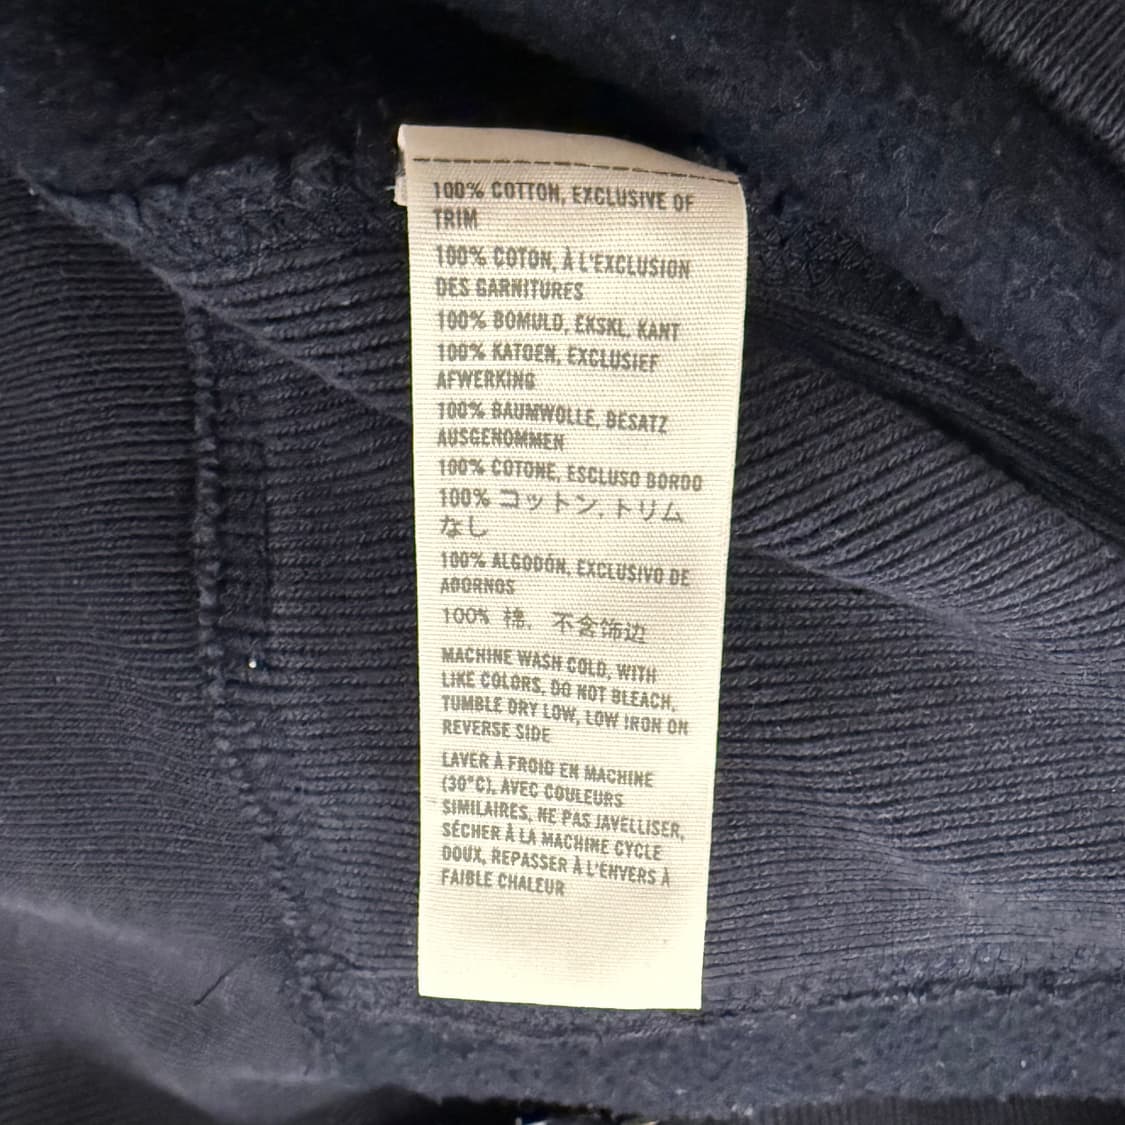 100% COTTON, EXCLUSIVE OF
TRIM
100% COTON, À L'EXCLUSION
DES GARNITURES
100% BOMULD, EKSKL. KANT
100% KATOEN, EXCLUSIEF
AFWERKING
100% BAUMWOLLE, BESATZ
AUSGENOMMEN
100% COTONE, ESCLUSO BORDO
100% コットン, トリム
なし
100% ALGODÓN, EXCLUSIVO DE
ADORNOS
100% 棉, 不含饰边
MACHINE WASH COLD, WITH
LIKE COLORS, DO NOT BLEACH,
TUMBLE DRY LOW, LOW IRON ON
REVERSE SIDE
LAVER À FROID EN MACHINE
(30°C), AVEC COULEURS
SIMILAIRES, NE PAS JAVELLISER,
SÉCHER À LA MACHINE CYCLE
DOUX, REPASSER À L'ENVERS À
FAIBLE CHALEUR